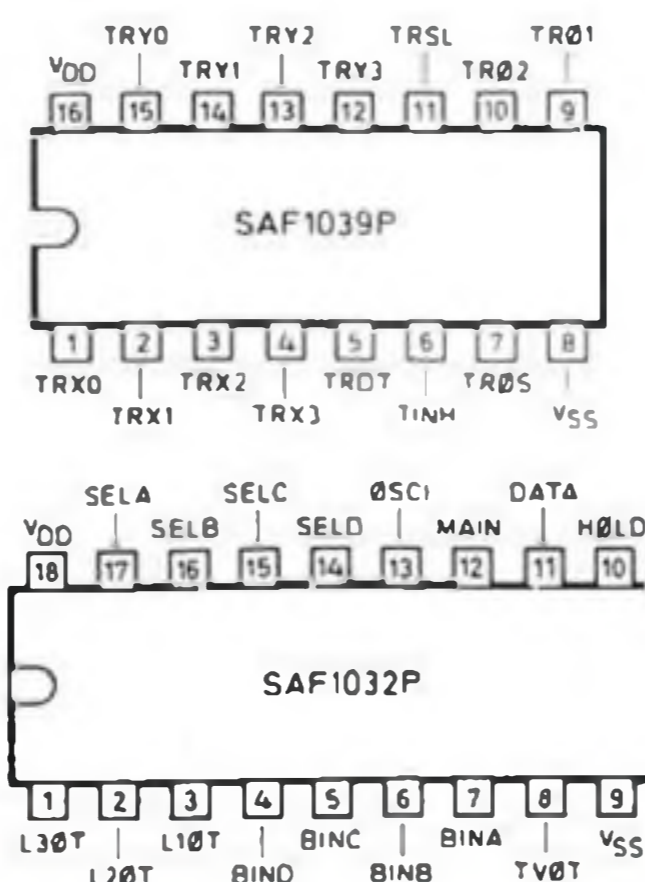 TRY0 TRY2 TRSL TRØ1
VDD TRY1 TRY3 TRØ2
16 15 14 13 12 11 10 9
SAF1039P
1 2 3 4 5 6 7 8
TRX0 TRX2 TRDT TRØS
TRX1 TRX3 TINH VSS
SELA SELC ØSCI DATA
VDD SELB SELD MAIN HØLD
18 17 16 15 14 13 12 11 10
SAF1032P
1 2 3 4 5 6 7 8 9
L3ØT L1ØT BINC BINA VSS
L2ØT BIND BINB TVØT